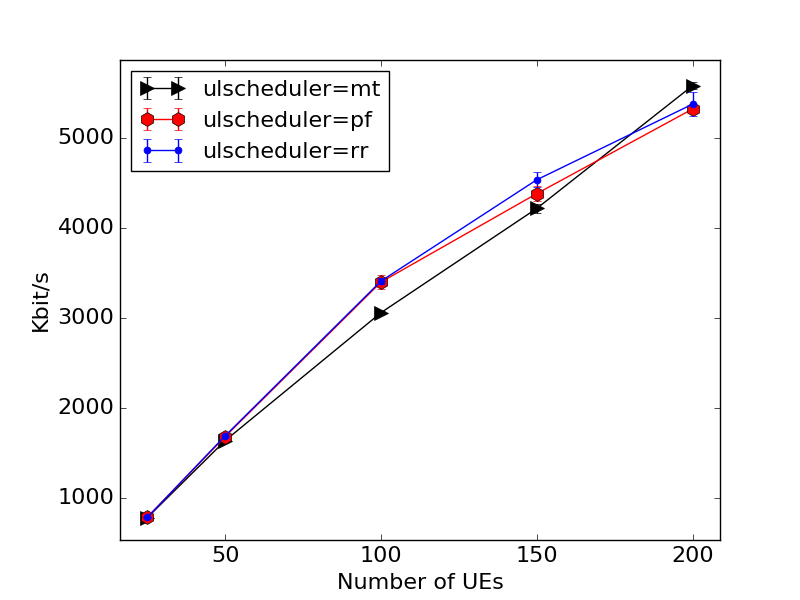 ulscheduler=mt
ulscheduler=pf
ulscheduler=rr
5000
4000
3000
2000
1000
Kbit/s
50 100 150 200
Number of UEs